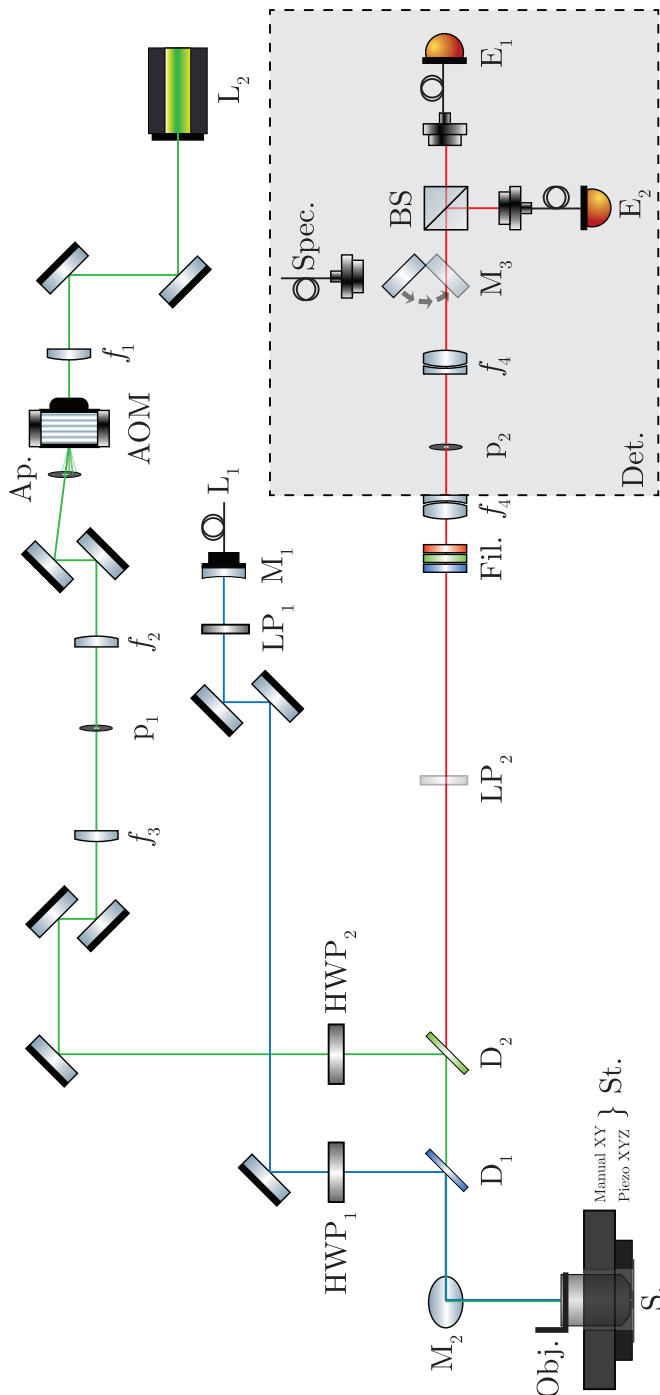 L₂
f₁
AOM
Ap.
f₂
p₁
f₃
L₁
M₁
LP₁
HWP₂
HWP₁
E₁
BS
E₂
Spec.
M₃
f₄
p₂
Det.
f₄
Fil.
LP₂
D₂
D₁
M₂
Obj.
S.
Manual XY
Piezo XYZ
} St.